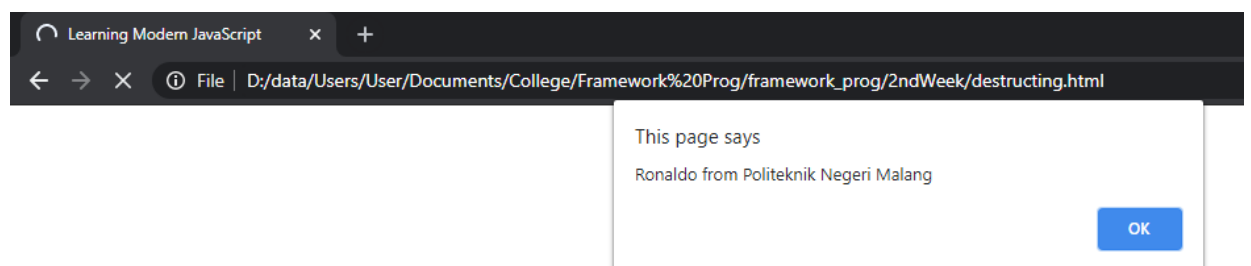 Learning Modern JavaScript
File D:/data/Users/User/Documents/College/Framework%20Prog/framework_prog/2ndWeek/destructing.html
This page says
Ronaldo from Politeknik Negeri Malang
OK